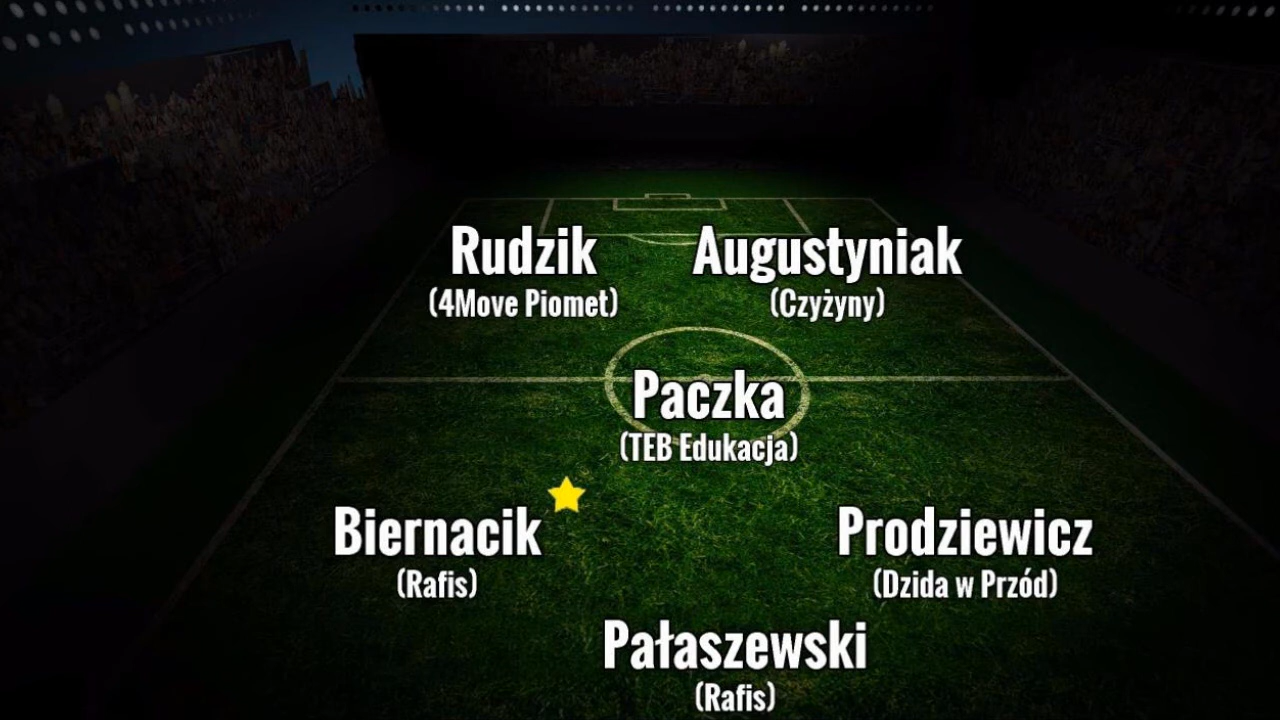 Rudzik
(4Move Piomet)
Augustyniak
(Czyżyny)
Paczka
(TEB Edukacja)
Biernacik
(Rafis)
Prodziewicz
(Dzida w Przód)
Pałaszewski
(Rafis)